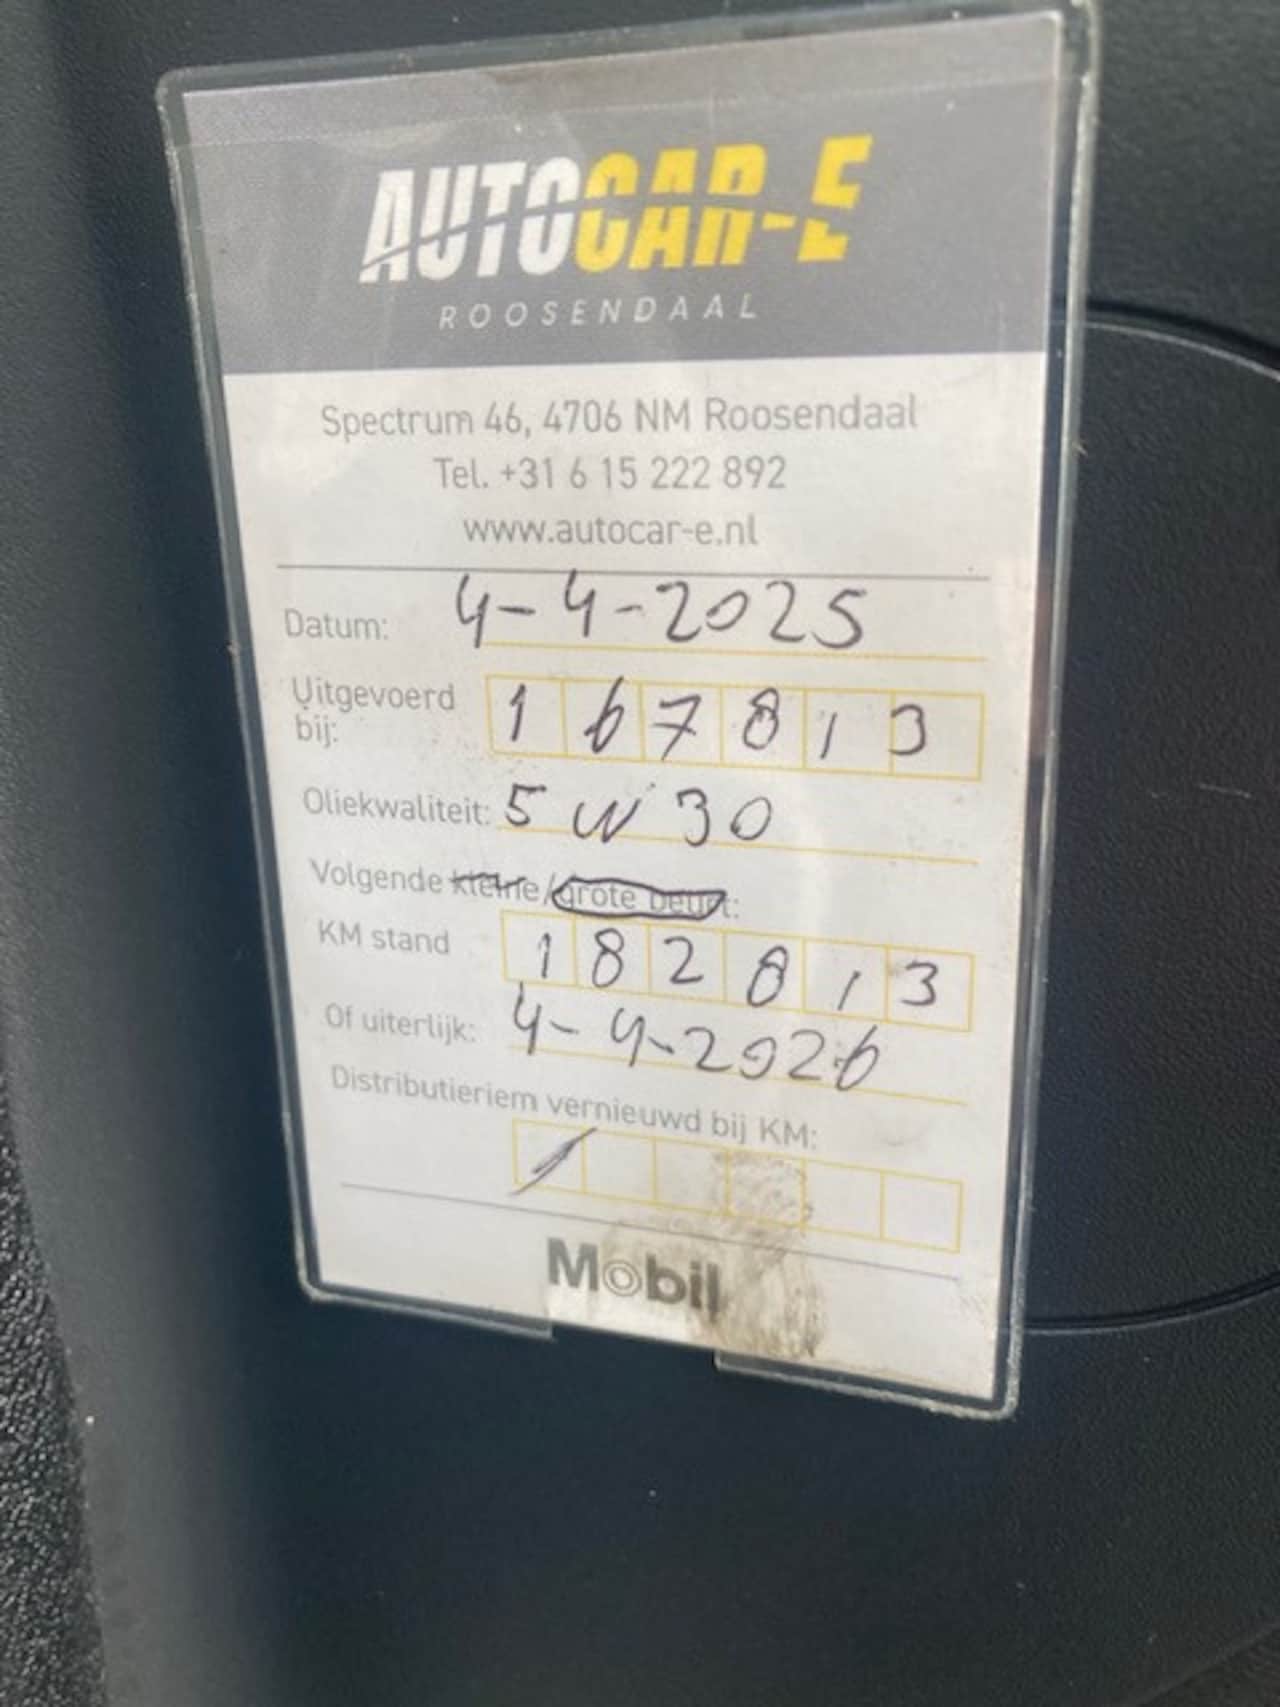 AUTOCAR-E
ROOSENDAAL
Spectrum 46, 4706 NM Roosendaal
Tel. +31 6 15 222 892
www.autocar-e.nl
Datum: 4-4-2025
Uitgevoerd bij: 167813
Oliekwaliteit: 5W30
Volgende kleine/grote beurt:
KM stand 182813
Of uiterlijk: 4-4-2026
Distributieriem vernieuwd bij KM:
/
Mobil